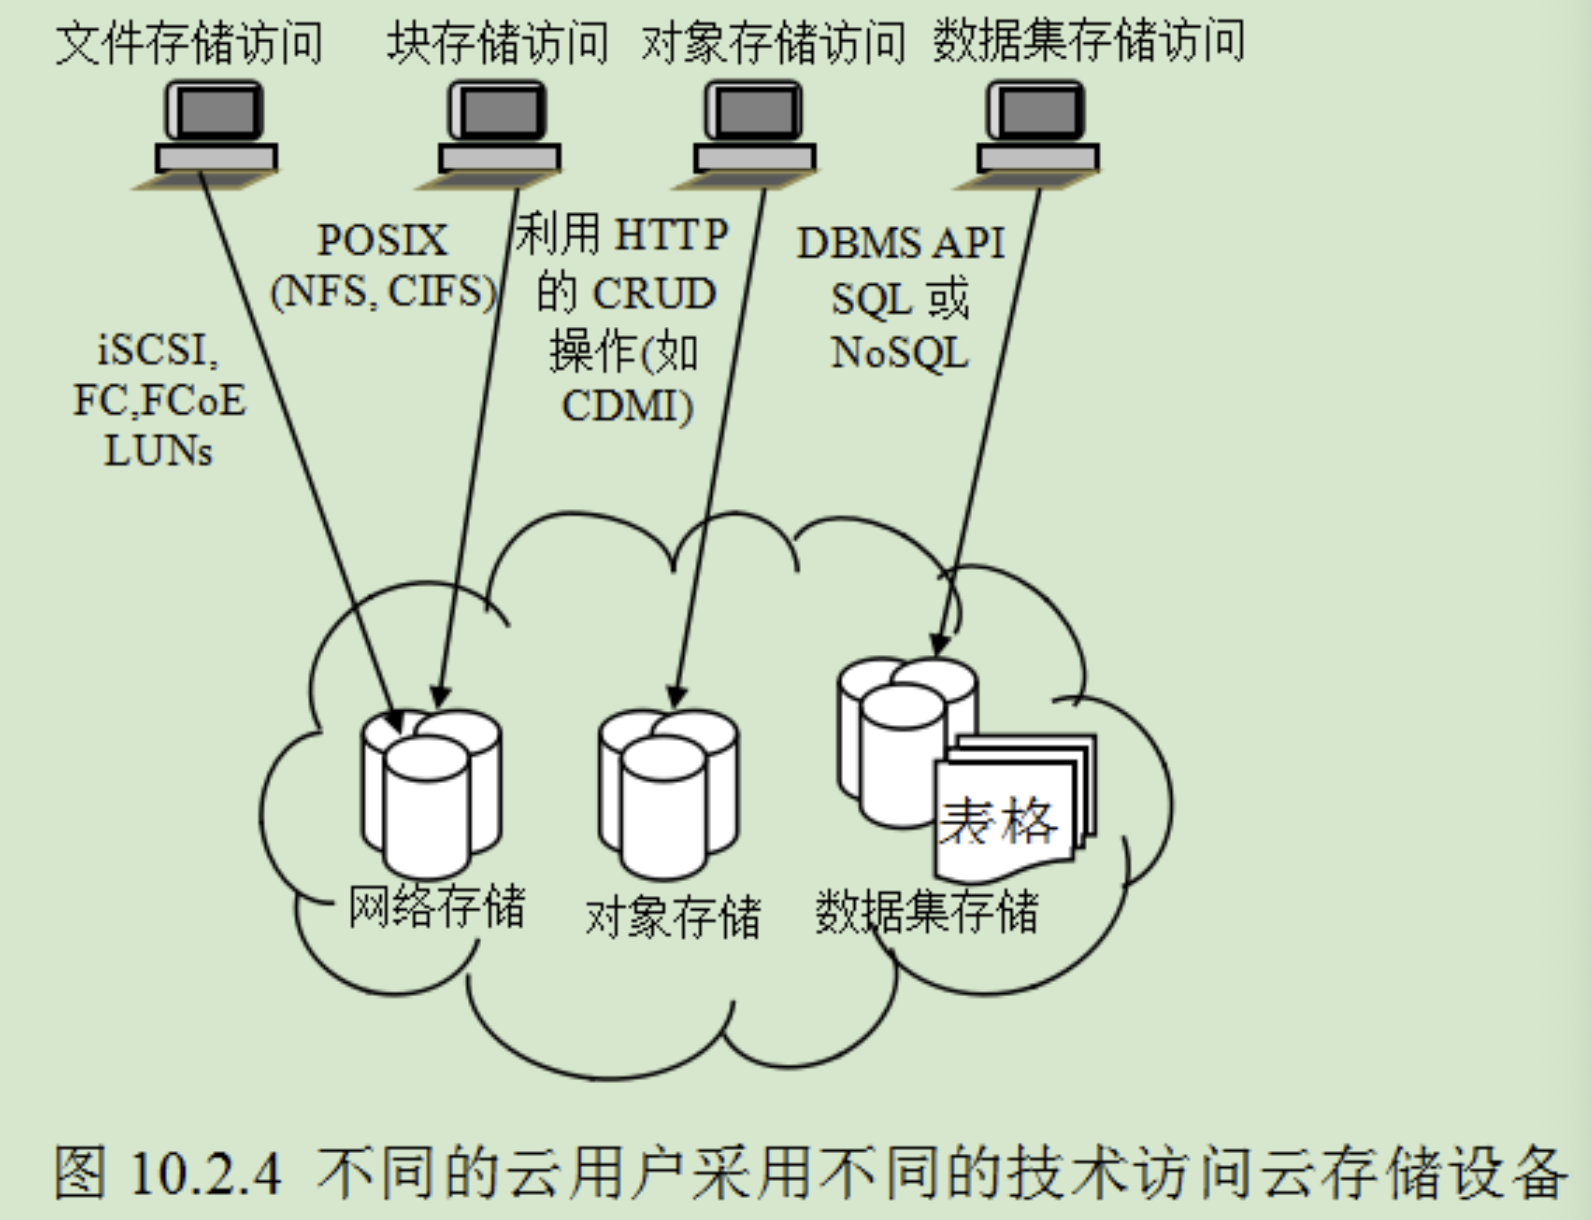 文件存储访问
块存储访问
对象存储访问
数据集存储访问
iSCSI,
FC,FCoE
LUNs
POSIX
(NFS, CIFS)
利用 HTTP
的 CRUD
操作(如
CDMI)
DBMS API
SQL 或
NoSQL
表格
网络存储
对象存储
数据集存储
图 10.2.4 不同的云用户采用不同的技术访问云存储设备